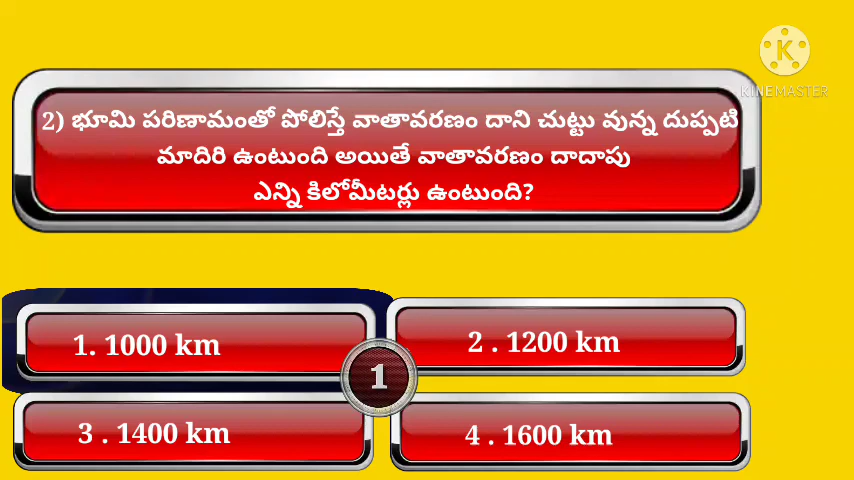 KINEMASTER
2) భూమి పరిణామంతో పోలిస్తే వాతావరణం దాని చుట్టు వున్న దుప్పటి
మాదిరి ఉంటుంది అయితే వాతావరణం దాదాపు
ఎన్ని కిలోమీటర్లు ఉంటుంది?
1. 1000 km
2 . 1200 km
1
3 . 1400 km
4 . 1600 km